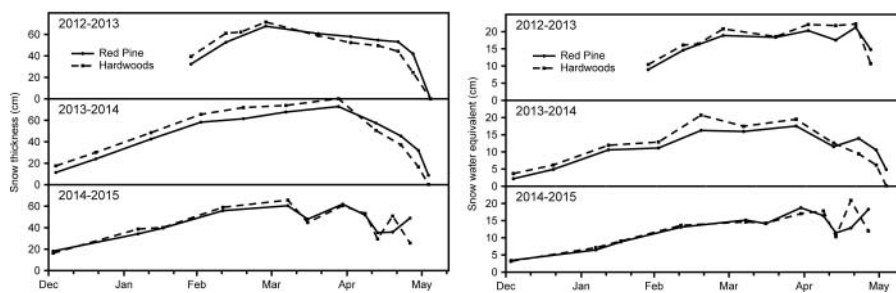 2012-2013
Red Pine
Hardwoods
60
40
20
0
2013-2014
60
40
20
0
2014-2015
60
40
20
0
Snow thickness (cm)
Dec
Jan
Feb
Mar
Apr
May
2012-2013
Red Pine
Hardwoods
25
20
15
10
5
0
2013-2014
20
15
10
5
0
2014-2015
20
15
10
5
0
Snow water equivalent (cm)
Dec
Jan
Feb
Mar
Apr
May